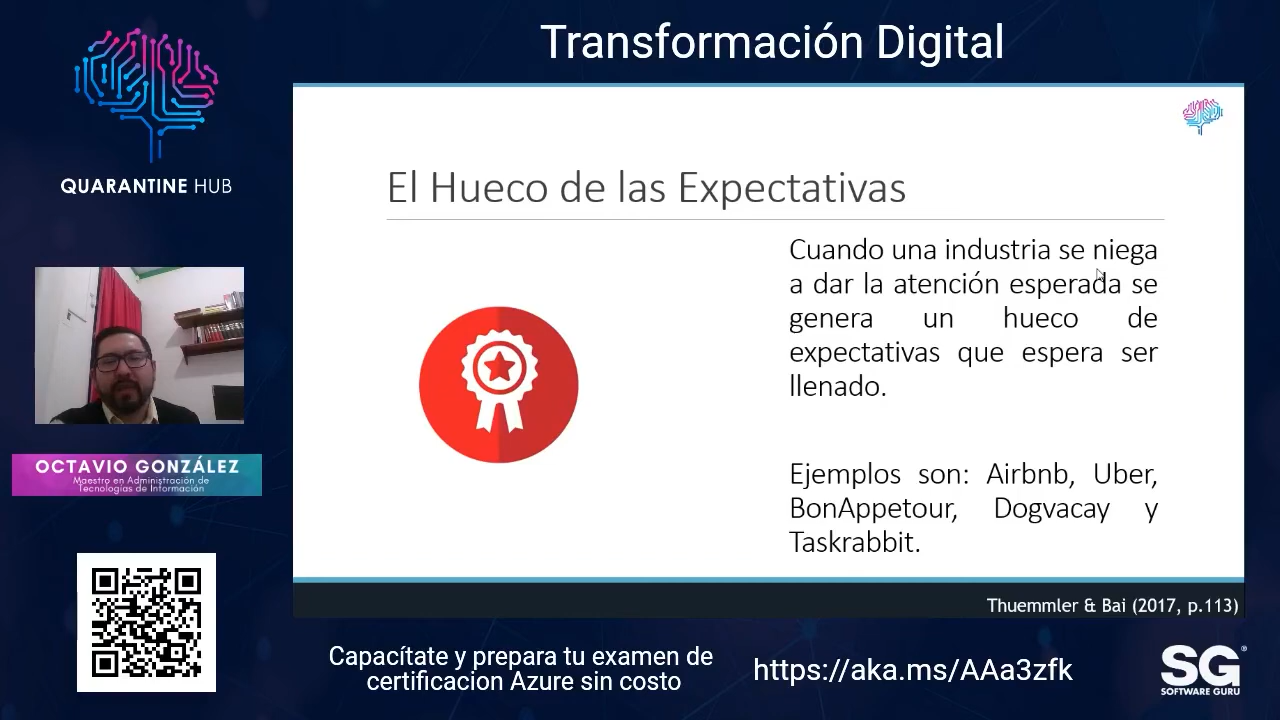 Transformación Digital
QUARANTINE HUB
El Hueco de las Expectativas
Cuando una industria se niega
a dar la atención esperada se
genera un hueco de
expectativas que espera ser
llenado.
Ejemplos son: Airbnb, Uber,
BonAppetour, Dogvacay y
Taskrabbit.
OCTAVIO GONZÁLEZ
Maestro en Administración de
Tecnologías de Información
Thuemmler & Bai (2017, p.113)
Capacítate y prepara tu examen de
certificacion Azure sin costo
https://aka.ms/AAa3zfk
SG
SOFTWARE GURU